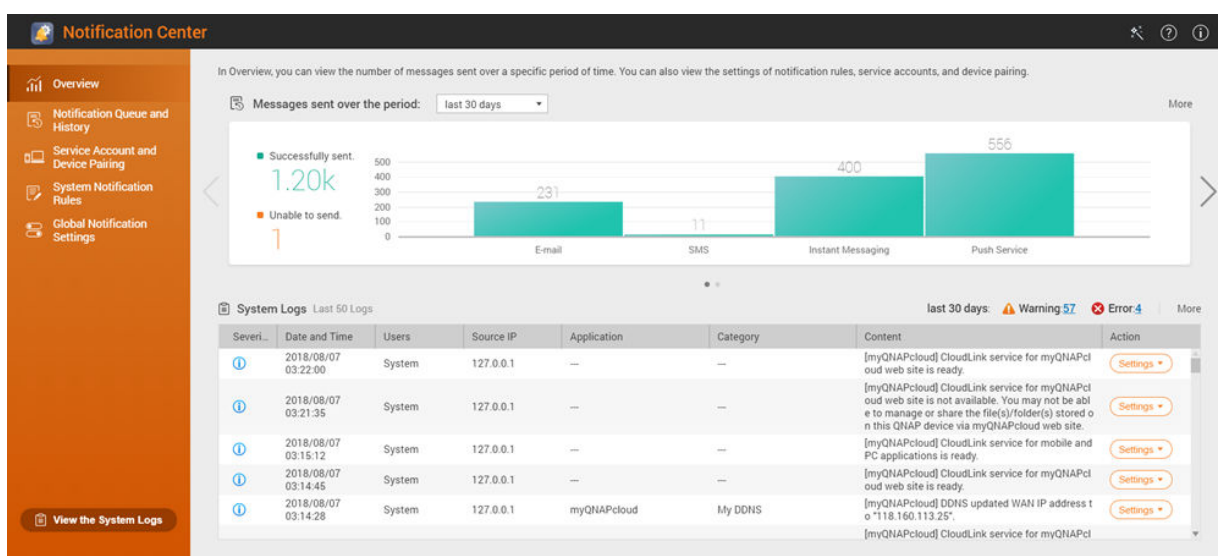 Notification Center
Overview
Notification Queue and
History
Service Account and
Device Pairing
System Notification
Rules
Global Notification
Settings
View the System Logs
In Overview, you can view the number of messages sent over a specific period of time. You can also view the settings of notification rules, service accounts, and device pairing.
Messages sent over the period: last 30 days More
Successfully sent.
1.20k
Unable to send.
1
500
400
300
200
100
0
231
11
400
556
E-mail SMS Instant Messaging Push Service
System Logs Last 50 Logs last 30 days: Warning:57 Error:4 More
Severi... Date and Time Users Source IP Application Category Content Action
2018/08/07
03:22:00
System 127.0.0.1 — —
[myQNAPcloud] CloudLink service for myQNAPcl
oud web site is ready.
Settings
2018/08/07
03:21:35
System 127.0.0.1 — —
[myQNAPcloud] CloudLink service for myQNAPcl
oud web site is not available. You may not be abl
e to manage or share the file(s)/folder(s) stored o
n this QNAP device via myQNAPcloud web site.
Settings
2018/08/07
03:15:12
System 127.0.0.1 — —
[myQNAPcloud] CloudLink service for mobile and
PC applications is ready.
Settings
2018/08/07
03:14:45
System 127.0.0.1 — —
[myQNAPcloud] CloudLink service for myQNAPcl
oud web site is ready.
Settings
2018/08/07
03:14:28
System 127.0.0.1 myQNAPcloud My DDNS
[myQNAPcloud] DDNS updated WAN IP address t
o "118.160.113.25".
Settings
[myQNAPcloud] CloudLink service for myQNAPcl